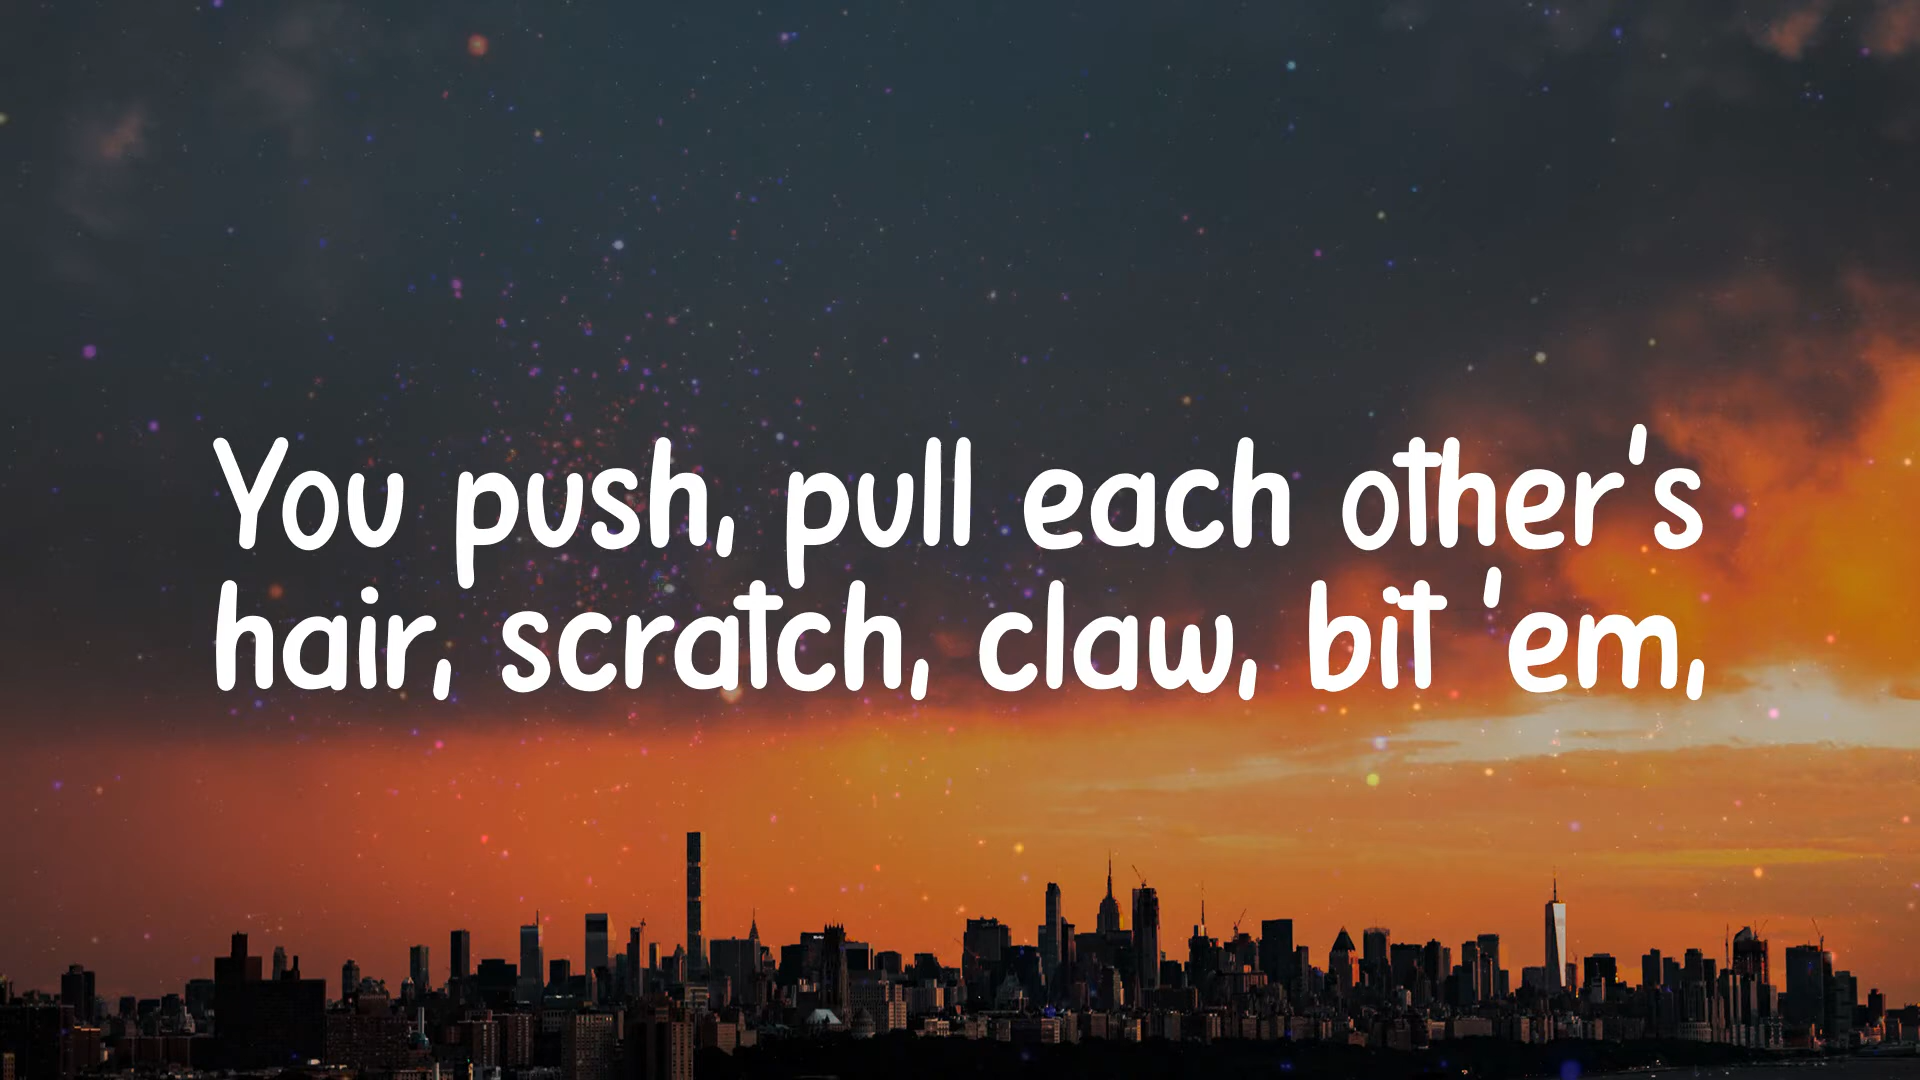 You push, pull each other's
hair, scratch, claw, bit 'em,